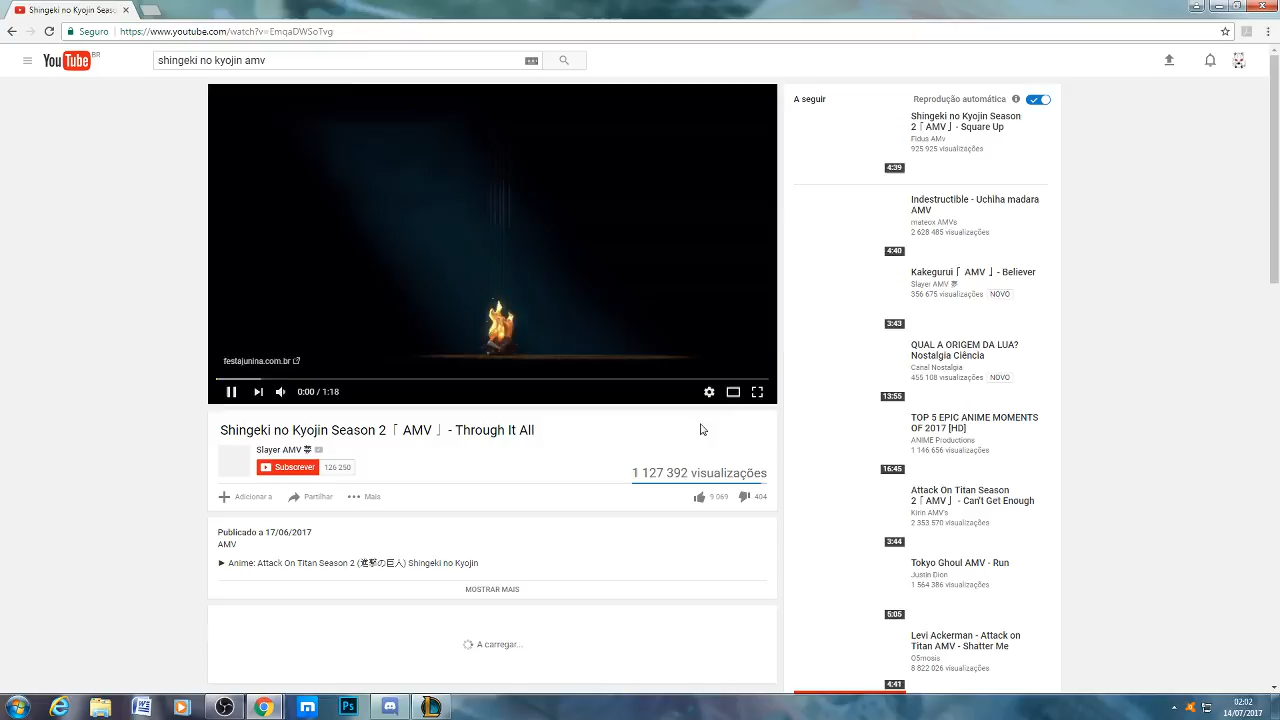 Shingeki no Kyojin Seaso
Seguro
https://www.youtube.com/watch?v=EmqaDWSoTvg
YouTube BR
shingeki no kyojin amv
festajunina.com.br
0:00 / 1:18
Shingeki no Kyojin Season 2「 AMV 」- Through It All
Slayer AMV 夢
Subscrever 126 250
1 127 392 visualizações
Adicionar a Partilhar Mais
9 069 404
Publicado a 17/06/2017
AMV
► Anime: Attack On Titan Season 2 (進撃の巨人) Shingeki no Kyojin
MOSTRAR MAIS
A carregar...
A seguir
Reprodução automática
Shingeki no Kyojin Season
2「 AMV」- Square Up
Fidus AMv
925 925 visualizações
4:39
Indestructible - Uchiha madara
AMV
mateox AMVs
2 628 485 visualizações
4:40
Kakegurui「 AMV 」- Believer
Slayer AMV 夢
356 675 visualizações NOVO
3:43
QUAL A ORIGEM DA LUA?
Nostalgia Ciência
Canal Nostalgia
455 108 visualizações NOVO
13:55
TOP 5 EPIC ANIME MOMENTS
OF 2017 [HD]
ANIME Productions
1 146 656 visualizações
16:45
Attack On Titan Season
2「AMV」 - Can't Get Enough
Kirin AMV's
2 353 570 visualizações
3:44
Tokyo Ghoul AMV - Run
Justin Dion
1 564 386 visualizações
5:05
Levi Ackerman - Attack on
Titan AMV - Shatter Me
O5mosis
8 822 026 visualizações
4:41
Ps
02:02
14/07/2017